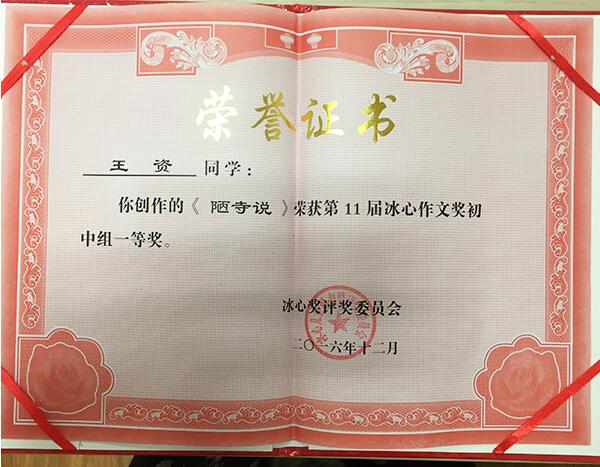 荣誉证书
王资 同学：
你创作的《陋寺说》荣获第11届冰心作文奖初
中组一等奖。
冰心奖评奖委员会
二〇一六年十二月